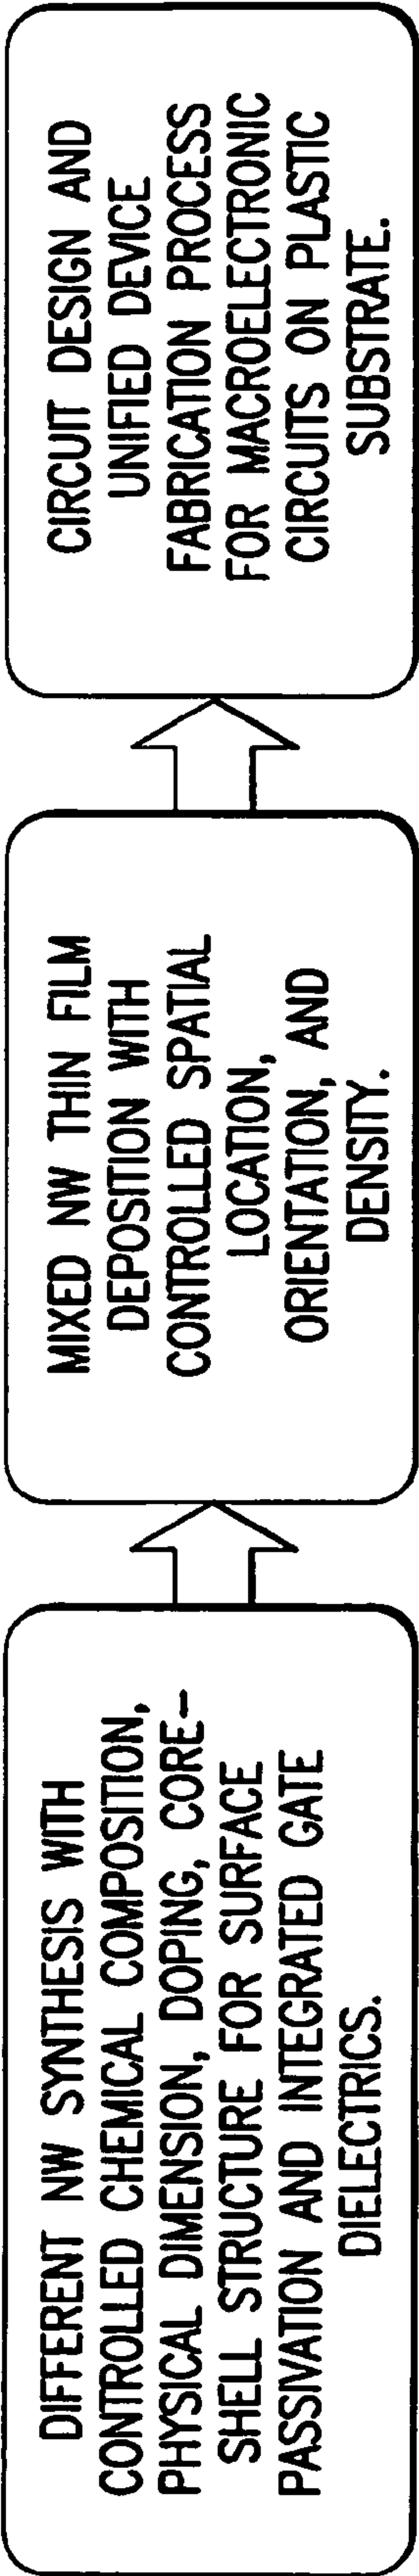 DIFFERENT NW SYNTHESIS WITH
CONTROLLED CHEMICAL COMPOSITION,
PHYSICAL DIMENSION, DOPING, CORE-
SHELL STRUCTURE FOR SURFACE
PASSIVATION AND INTEGRATED GATE
DIELECTRICS.
MIXED NW THIN FILM
DEPOSITION WITH
CONTROLLED SPATIAL
LOCATION,
ORIENTATION, AND
DENSITY.
CIRCUIT DESIGN AND
UNIFIED DEVICE
FABRICATION PROCESS
FOR MACROELECTRONIC
CIRCUITS ON PLASTIC
SUBSTRATE.